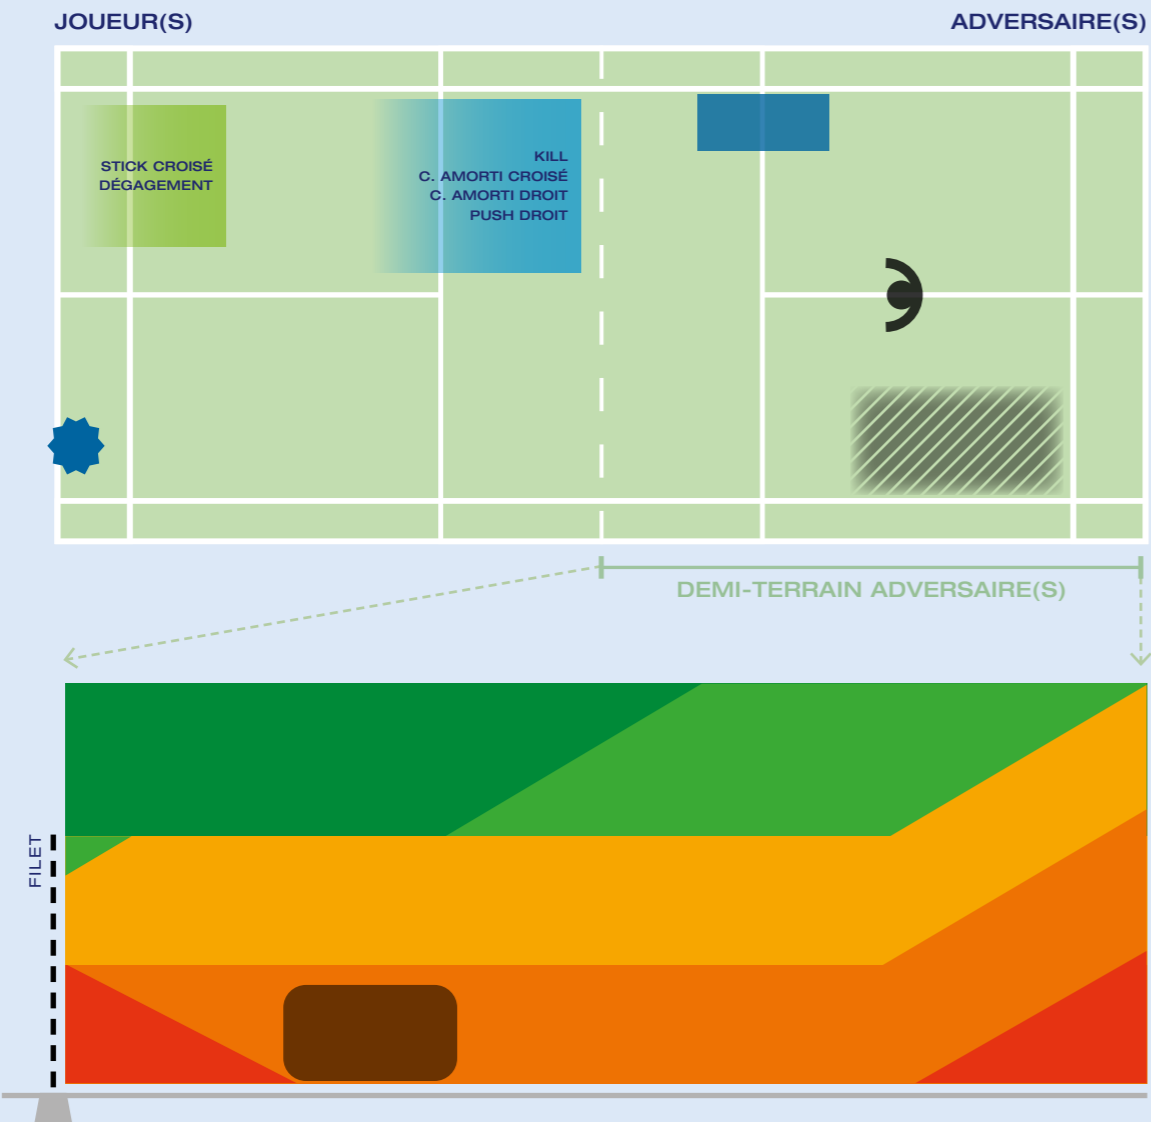 JOUEUR(S)
ADVERSAIRE(S)
STICK CROISÉ
DÉGAGEMENT
KILL
C. AMORTI CROISÉ
C. AMORTI DROIT
PUSH DROIT
DEMI-TERRAIN ADVERSAIRE(S)
FILET